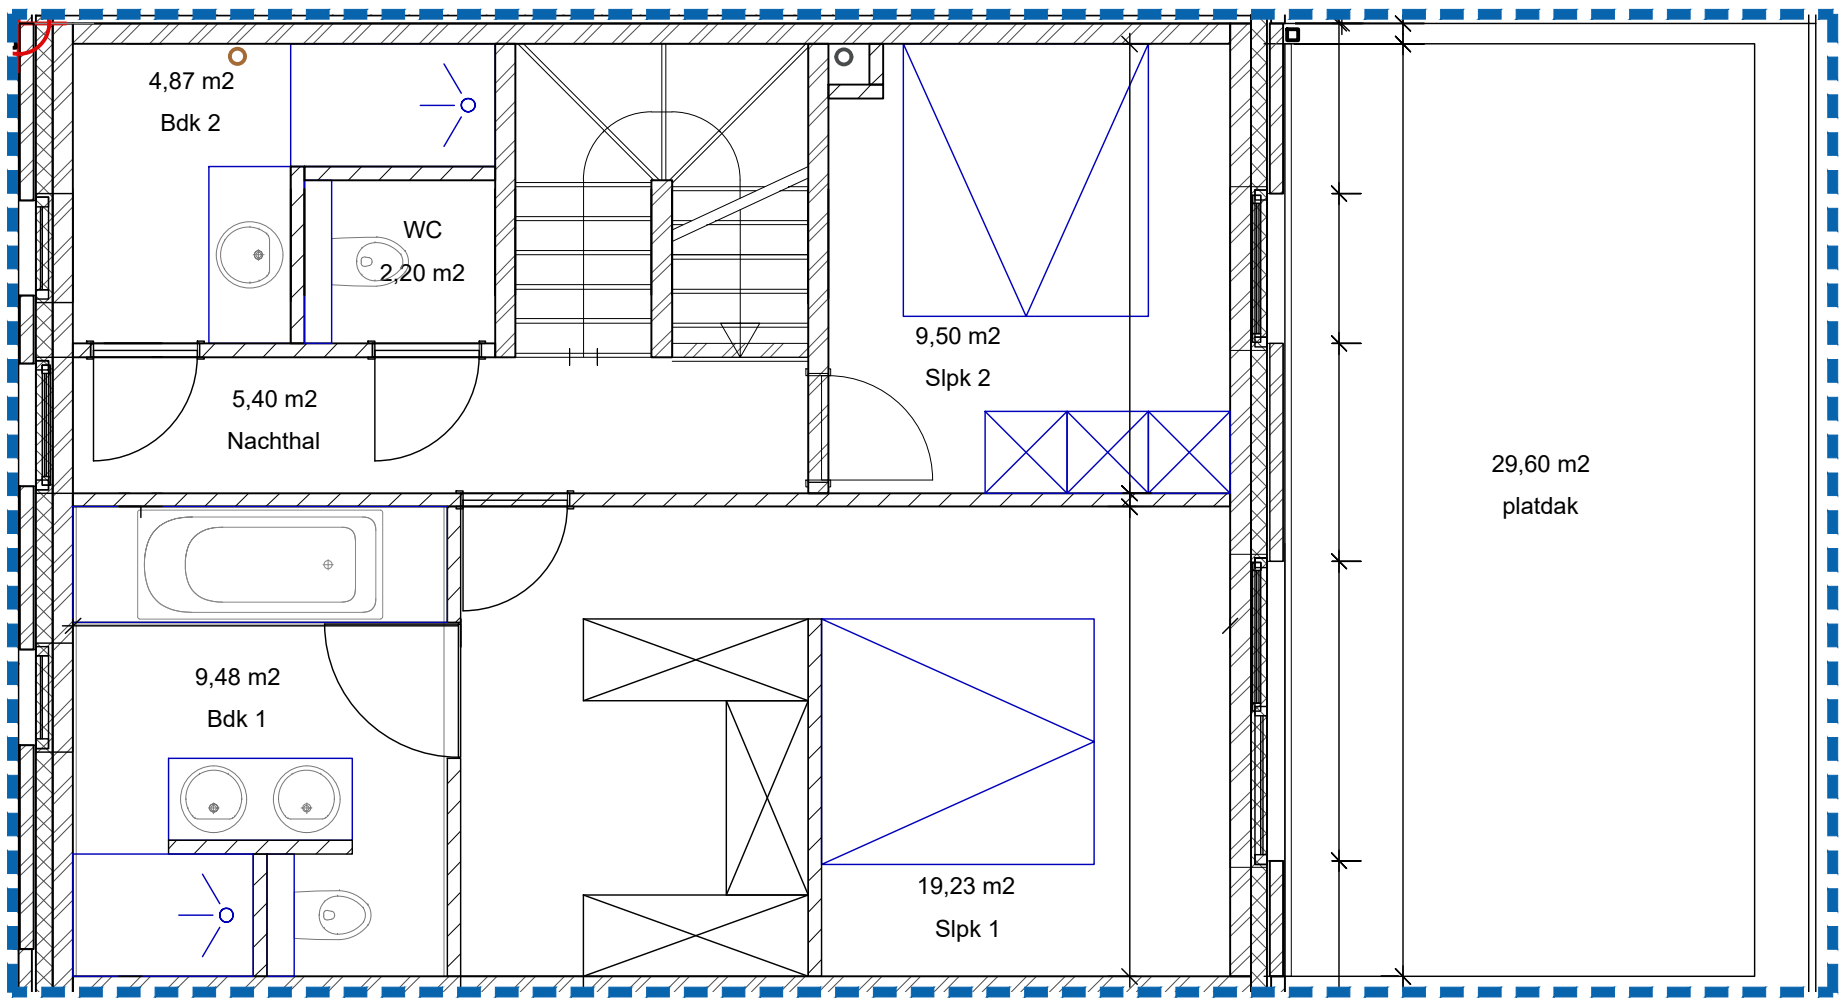 4,87 m2
Bdk 2
WC
2,20 m2
9,50 m2
Slpk 2
5,40 m2
Nachthal
29,60 m2
platdak
9,48 m2
Bdk 1
19,23 m2
Slpk 1